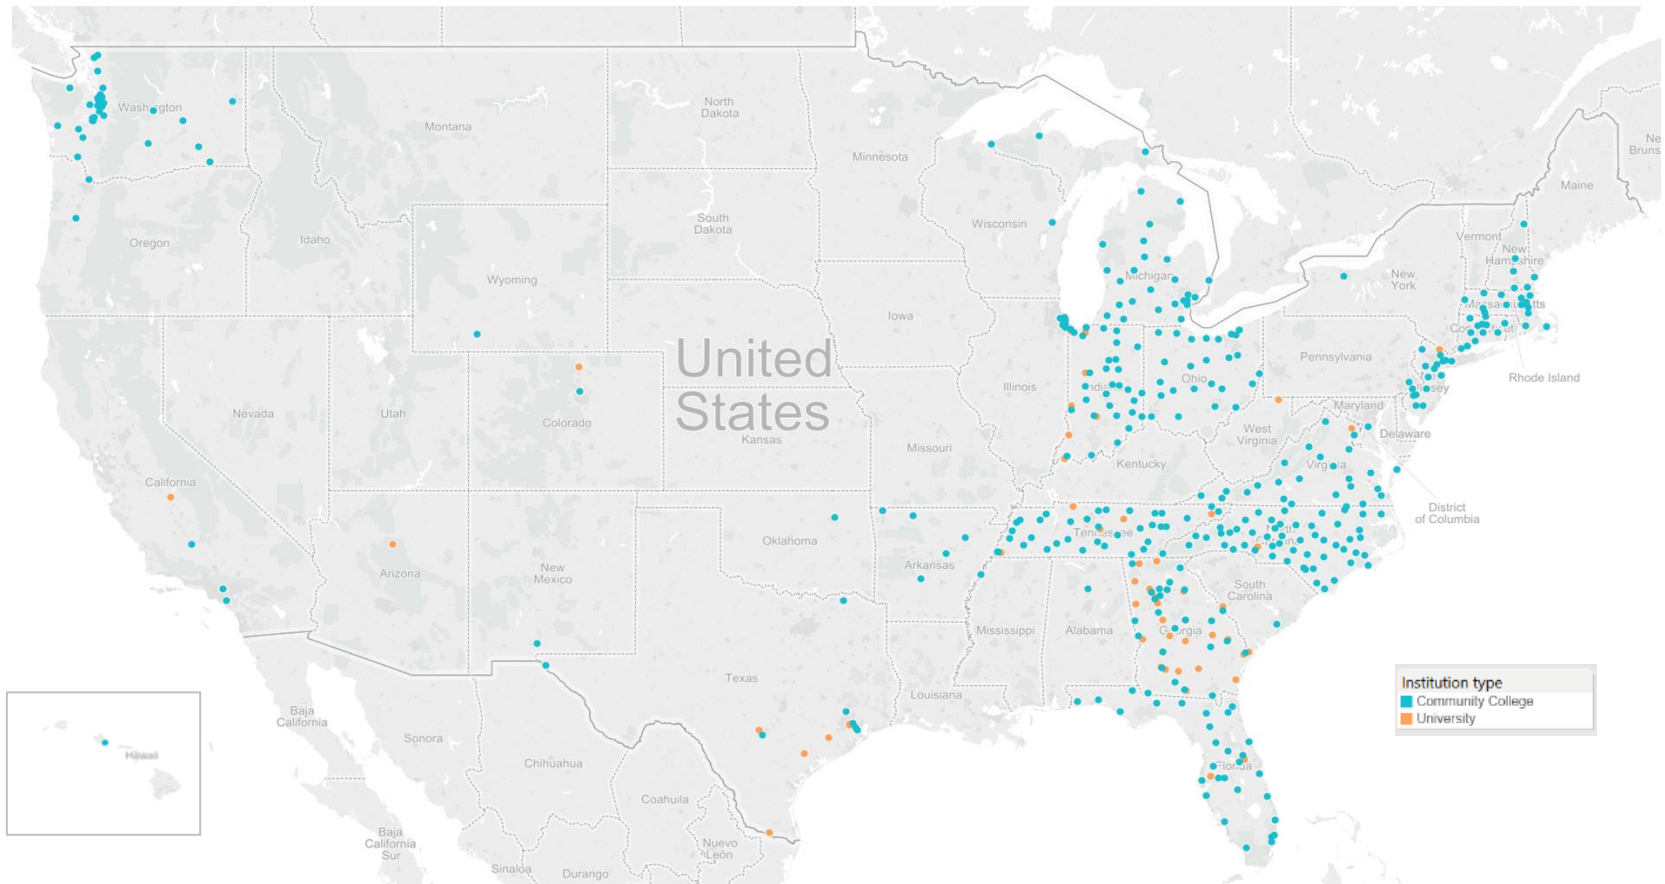 Washington
Montana
North
Dakota
Minnesota
Ne
Bruns
Maine
Oregon
Idaho
South
Dakota
Wisconsin
Vermont
New
Hampshire
Wyoming
Michigan
New
York
Massachusetts
Iowa
Connecticut
United
States
Pennsylvania
Nevada
Utah
Colorado
Kansas
Illinois
Indiana
Ohio
Jersey
Rhode Island
Missouri
West
Virginia
Maryland
Delaware
California
Kentucky
Virginia
District
of Columbia
Oklahoma
Tennessee
North
Carolina
Arizona
New
Mexico
Arkansas
South
Carolina
Mississippi
Alabama
Georgia
Texas
Louisiana
Institution type
Community College
University
Baja
California
Sonora
Chihuahua
Hawaii
Florida
Coahuila
Baja
California
Sur
Nuevo
León
Sinaloa
Durango